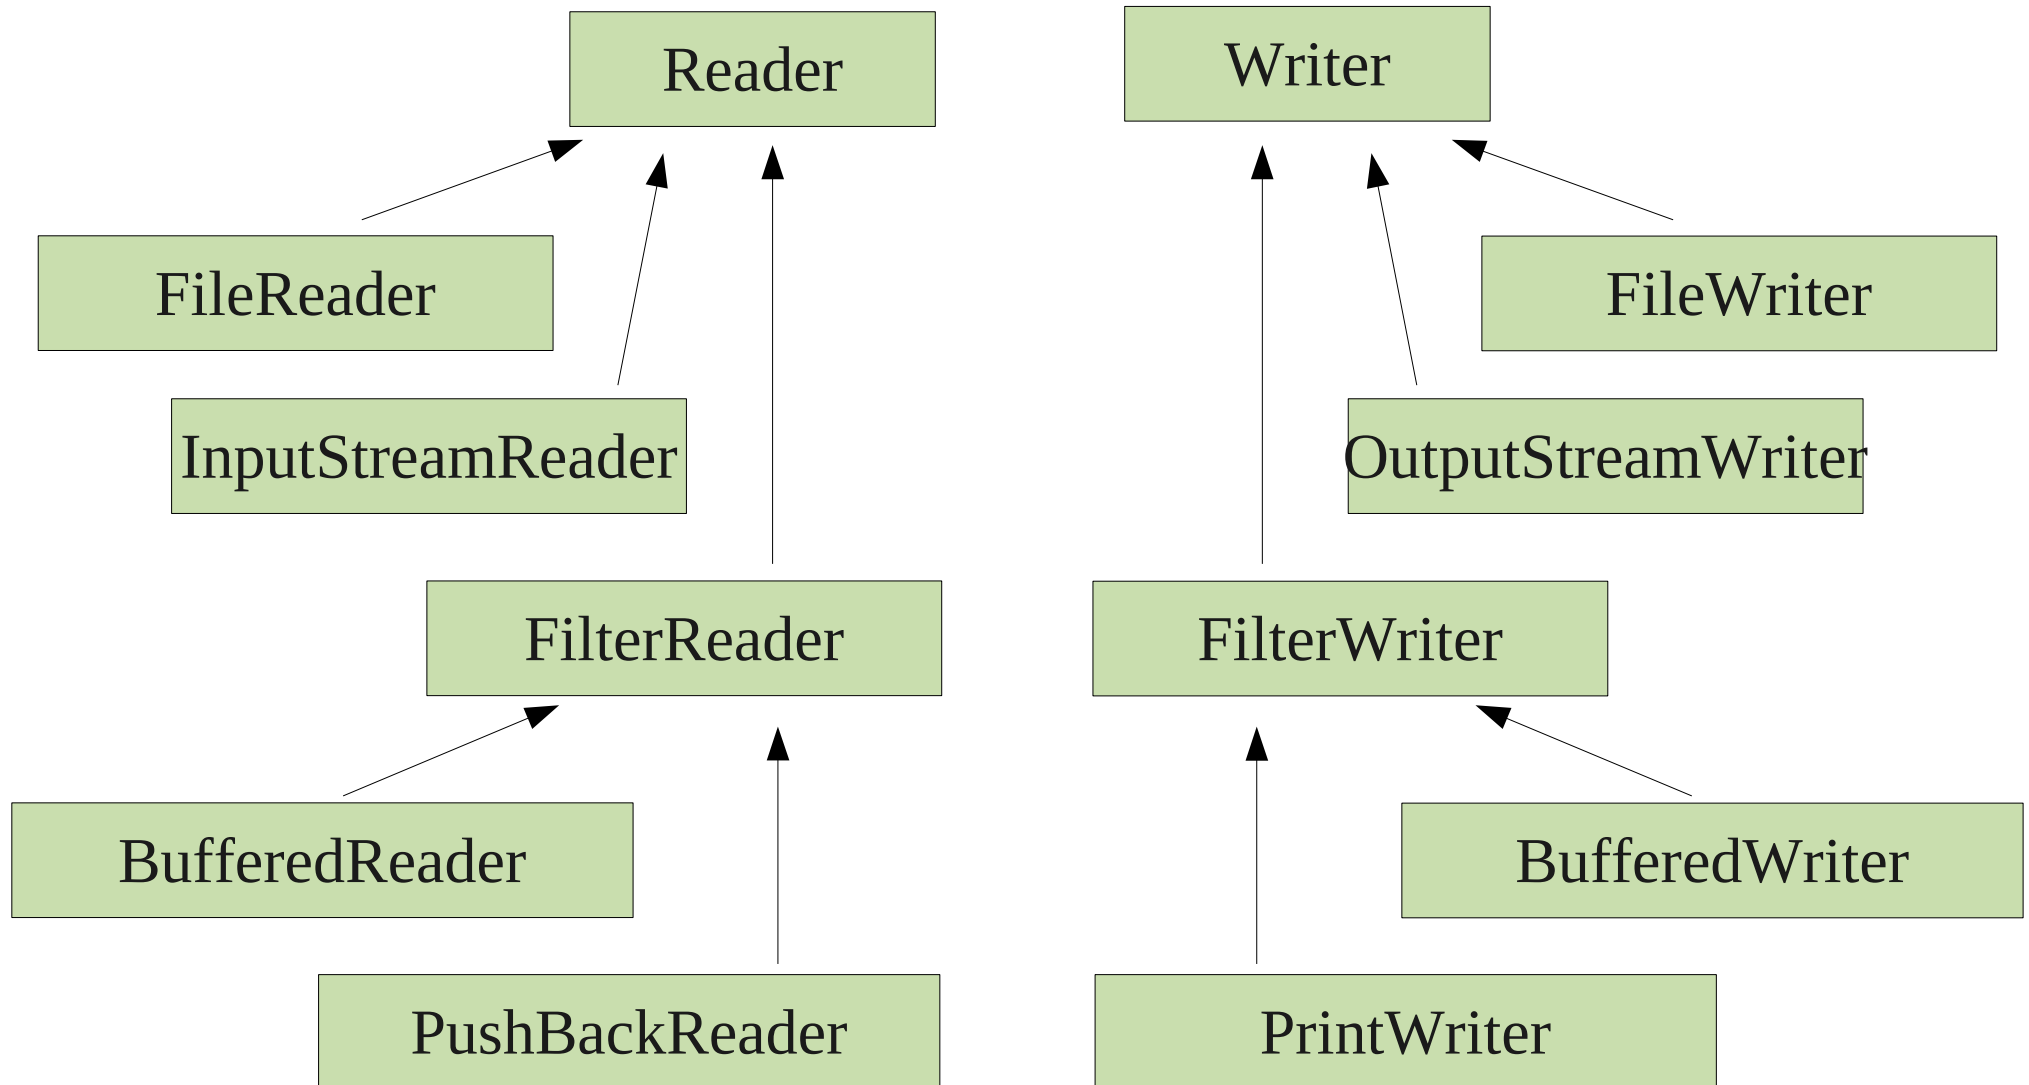 Reader
Writer
FileReader
FileWriter
InputStreamReader
OutputStreamWriter
FilterReader
FilterWriter
BufferedReader
BufferedWriter
PushBackReader
PrintWriter